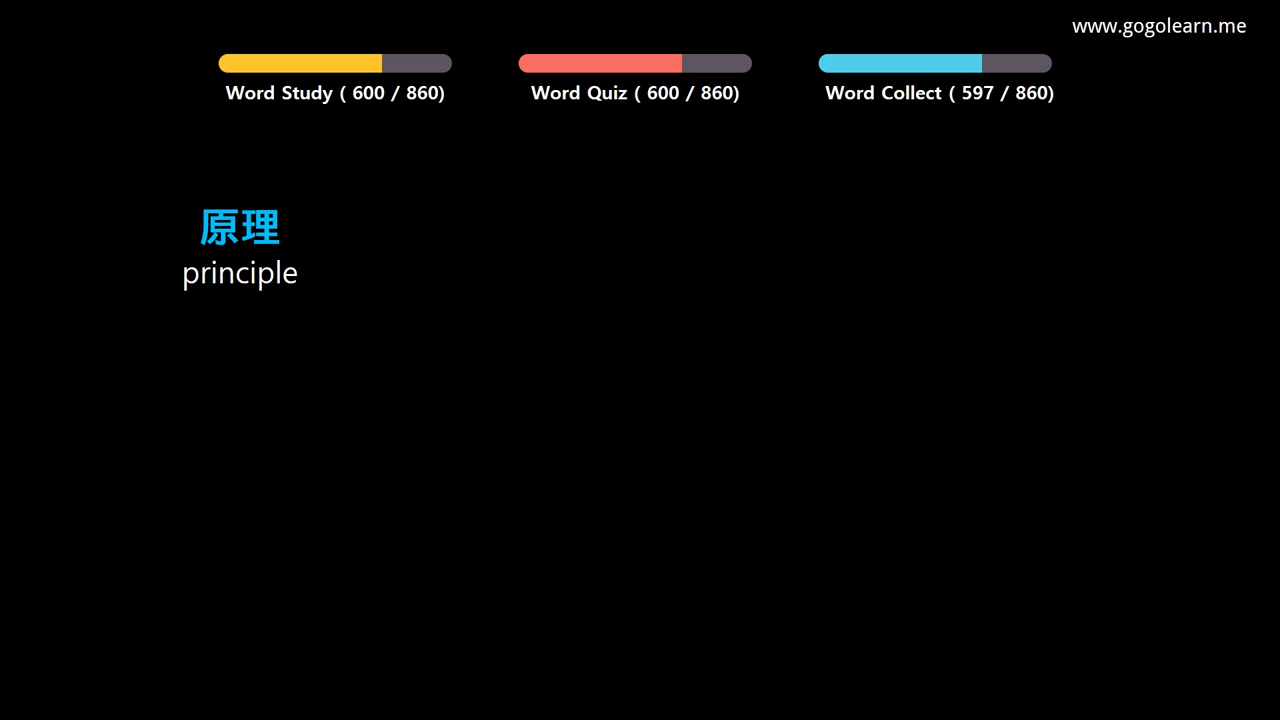 www.gogolearn.me
Word Study ( 600 / 860)
Word Quiz ( 600 / 860)
Word Collect ( 597 / 860)
原理
principle